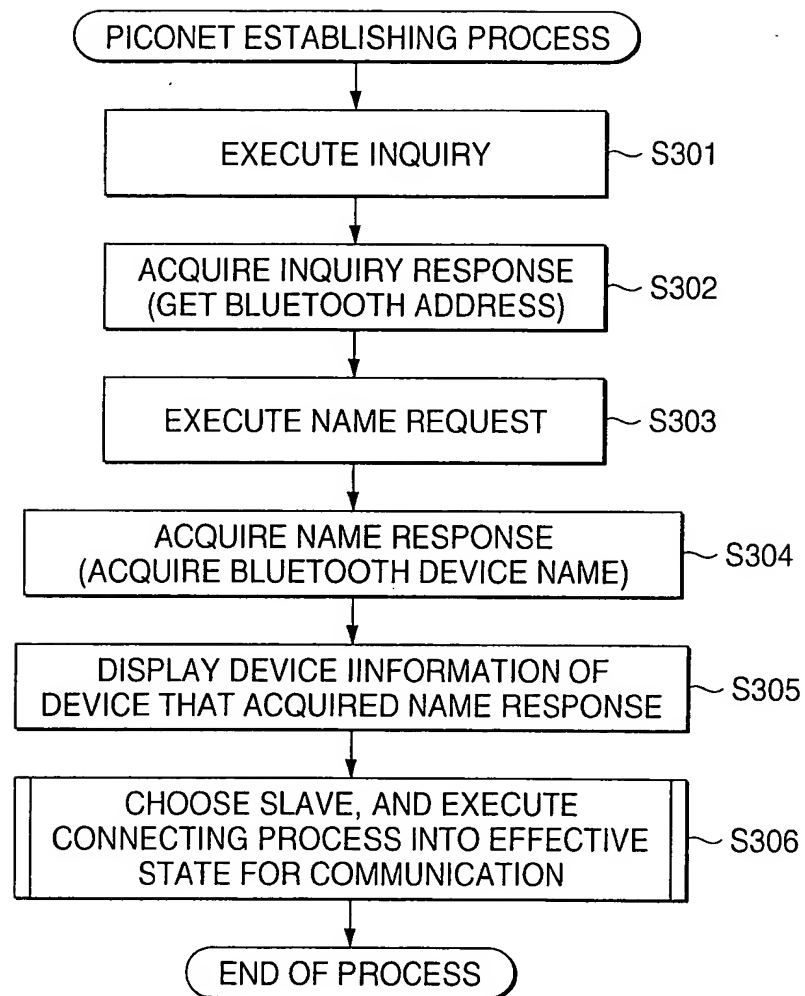 PICONET ESTABLISHING PROCESS
EXECUTE INQUIRY
S301
ACQUIRE INQUIRY RESPONSE
(GET BLUETOOTH ADDRESS)
S302
EXECUTE NAME REQUEST
S303
ACQUIRE NAME RESPONSE
(ACQUIRE BLUETOOTH DEVICE NAME)
S304
DISPLAY DEVICE IINFORMATION OF
DEVICE THAT ACQUIRED NAME RESPONSE
S305
CHOOSE SLAVE, AND EXECUTE
CONNECTING PROCESS INTO EFFECTIVE
STATE FOR COMMUNICATION
S306
END OF PROCESS